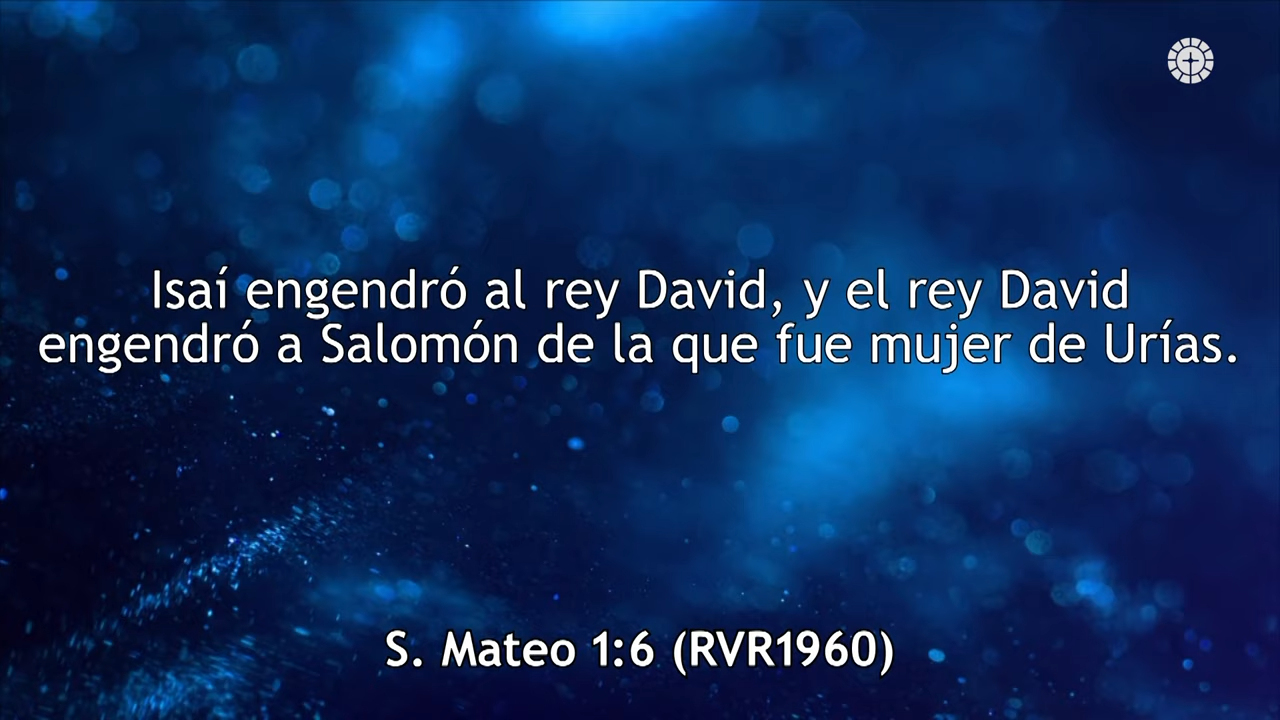 Isaí engendró al rey David, y el rey David
engendró a Salomón de la que fue mujer de Urías.
S. Mateo 1:6 (RVR1960)